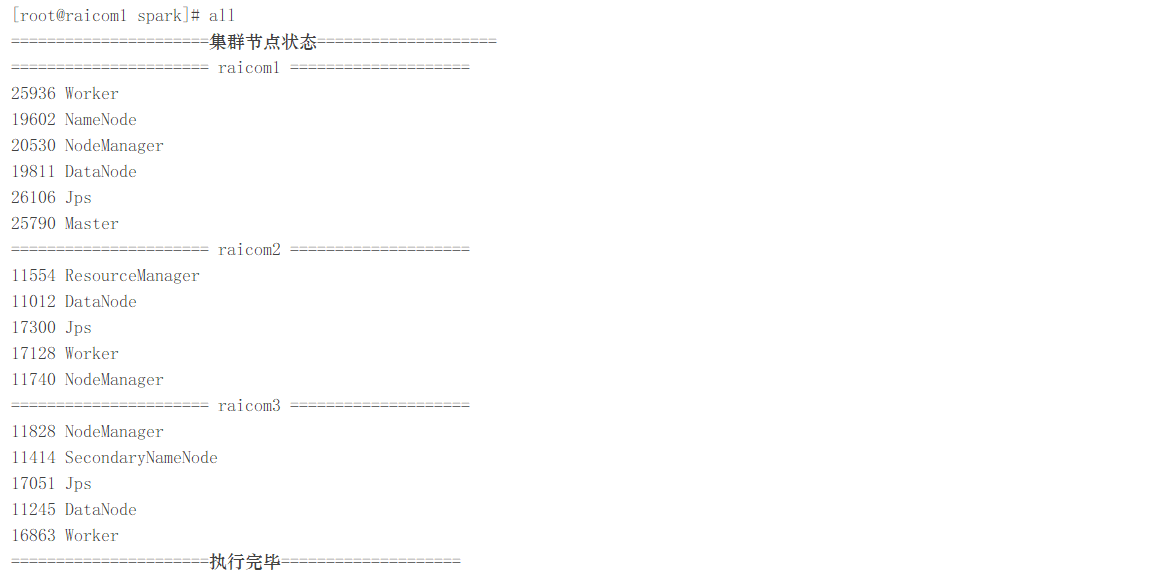 [root@raicom1 spark]# all
======================集群节点状态====================
====================== raicom1 ====================
25936 Worker
19602 NameNode
20530 NodeManager
19811 DataNode
26106 Jps
25790 Master
====================== raicom2 ====================
11554 ResourceManager
11012 DataNode
17300 Jps
17128 Worker
11740 NodeManager
====================== raicom3 ====================
11828 NodeManager
11414 SecondaryNameNode
17051 Jps
11245 DataNode
16863 Worker
======================执行完毕====================